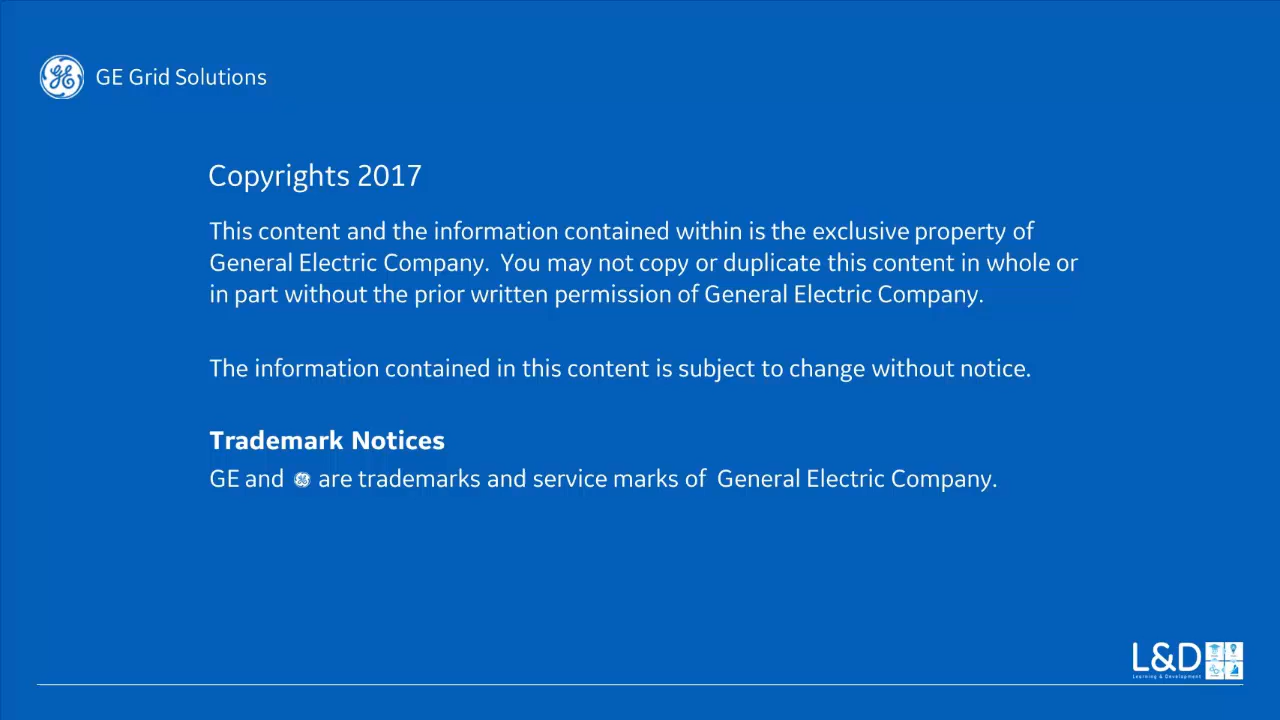 GE Grid Solutions
Copyrights 2017
This content and the information contained within is the exclusive property of
General Electric Company.  You may not copy or duplicate this content in whole or
in part without the prior written permission of General Electric Company.
The information contained in this content is subject to change without notice.
Trademark Notices
GE and are trademarks and service marks of  General Electric Company.
L&D
Learning & Development